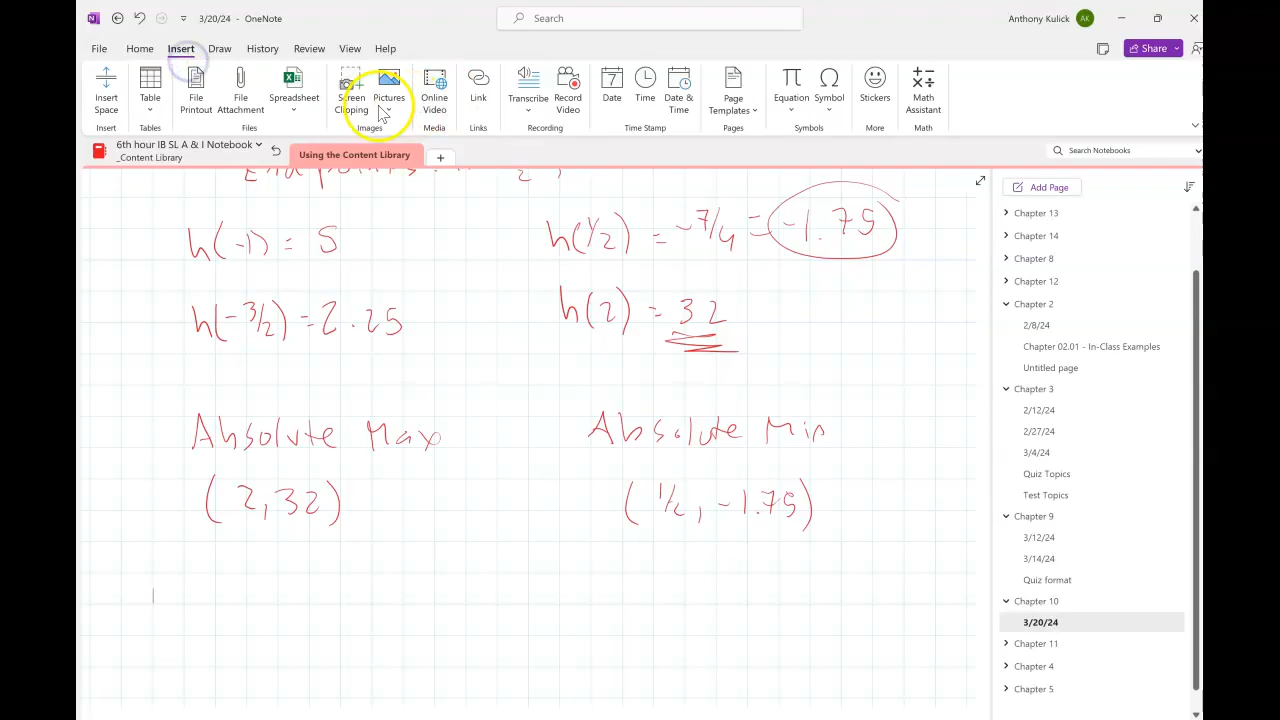 3/20/24 - OneNote
Search
Anthony Kulick
AK
File Home Insert Draw History Review View Help
Share
Insert Space
Table
File Printout
File Attachment
Spreadsheet
Screen Clipping
Pictures
Online Video
Link
Transcribe
Record Video
Date
Time
Date & Time
Page Templates
Equation
Symbol
Stickers
Math Assistant
Insert Tables Files Images Media Links Recording Time Stamp Pages Symbols More Math
6th hour IB SL A & I Notebook
_Content Library
Using the Content Library
Search Notebooks
Add Page
Endpoints
h(-1) = 5
h(1/2) = -7/4 = -1.75
h(-3/2) = 2.25
h(2) = 32
Absolute Max
Absolute Min
(2, 32)
(1/2, -1.75)
Chapter 13
Chapter 14
Chapter 8
Chapter 12
Chapter 2
2/8/24
Chapter 02.01 - In-Class Examples
Untitled page
Chapter 3
2/12/24
2/27/24
3/4/24
Quiz Topics
Test Topics
Chapter 9
3/12/24
3/14/24
Quiz format
Chapter 10
3/20/24
Chapter 11
Chapter 4
Chapter 5